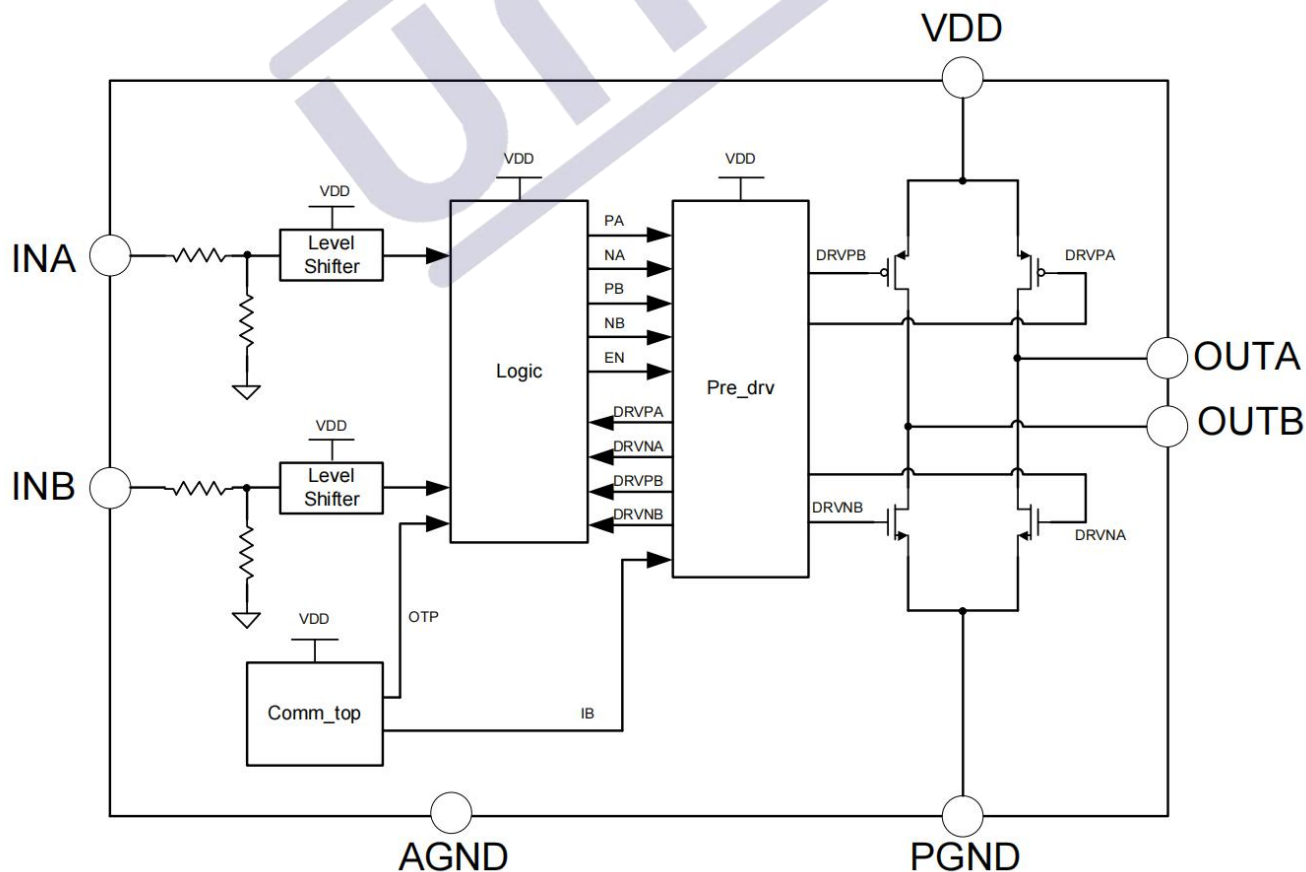 VDD
VDD
VDD
VDD
INA
Level
Shifter
PA
NA
PB
NB
EN
DRVPB
DRVPA
Logic
Pre_drv
OUTA
OUTB
DRVPA
DRVNA
DRVPB
DRVNB
VDD
INB
Level
Shifter
DRVNB
DRVNA
VDD
OTP
Comm_top
IB
AGND
PGND